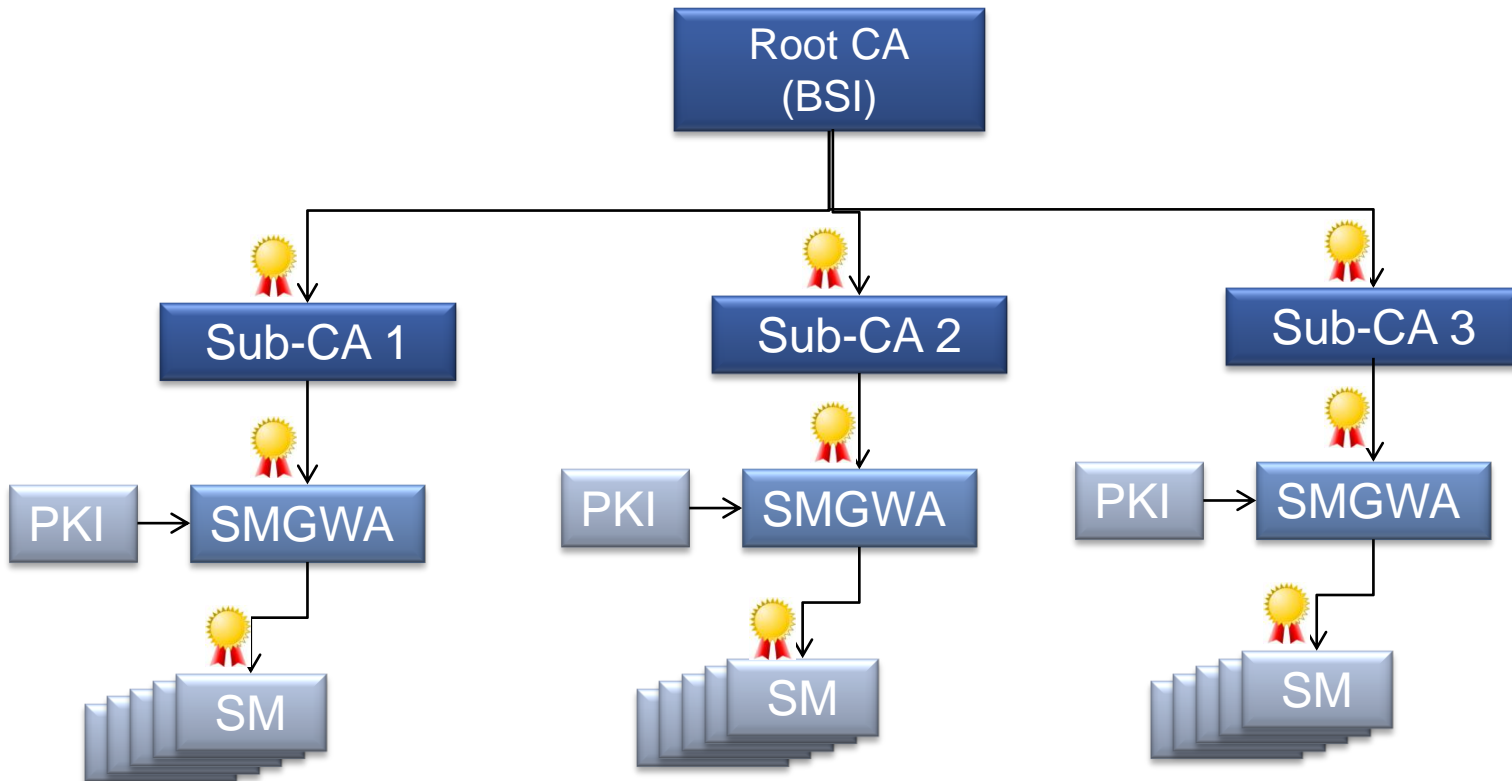 Root CA
(BSI)
Sub-CA 1
Sub-CA 2
Sub-CA 3
PKI
SMGWA
PKI
SMGWA
PKI
SMGWA
SM
SM
SM